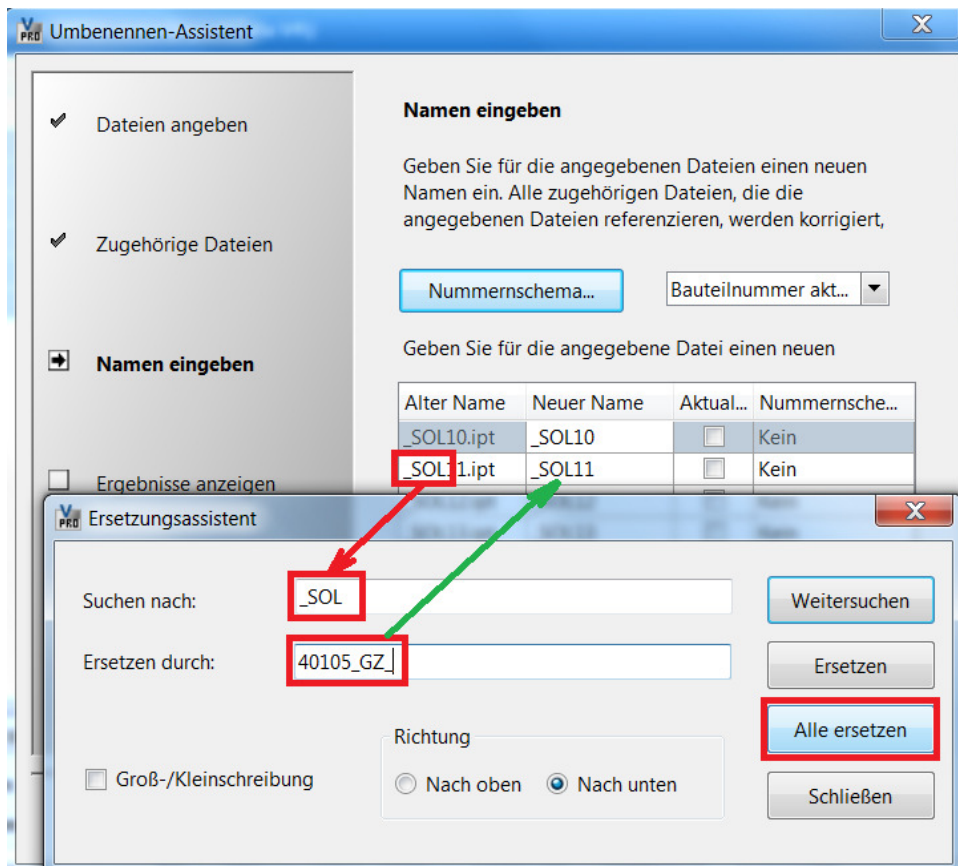 V PRO Umbenennen-Assistent
Dateien angeben
Zugehörige Dateien
Namen eingeben
Ergebnisse anzeigen
Namen eingeben
Geben Sie für die angegebenen Dateien einen neuen
Namen ein. Alle zugehörigen Dateien, die die
angegebenen Dateien referenzieren, werden korrigiert,
Nummernschema... Bauteilnummer akt...
Geben Sie für die angegebene Datei einen neuen
Alter Name Neuer Name Aktual... Nummernsche...
_SOL10.ipt _SOL10 Kein
_SOL11.ipt _SOL11 Kein
V PRO Ersetzungsassistent
Suchen nach: _SOL Weitersuchen
Ersetzen durch: 40105_GZ_ Ersetzen
Alle ersetzen
Richtung
Groß-/Kleinschreibung Nach oben Nach unten
Schließen